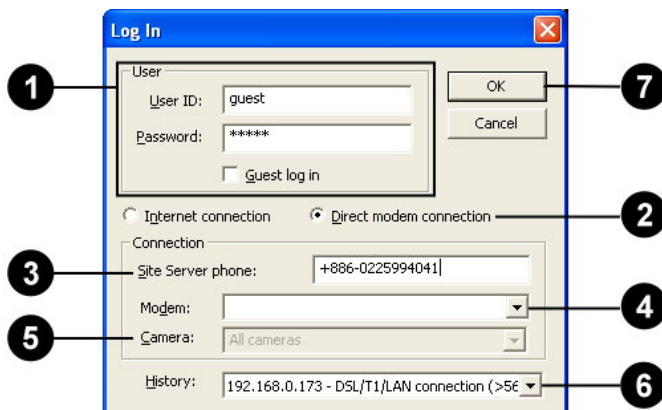 Log In
1
User
User ID: guest
Password: *****
Guest log in
OK
7
Cancel
Internet connection
Direct modem connection
2
Connection
3
Site Server phone: +886-0225994041
Modem:
4
5
Camera: All cameras
History: 192.168.0.173 - DSL/T1/LAN connection (>56
6